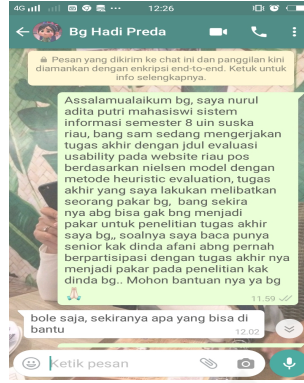 4G 12:26
Bg Hadi Preda
Pesan yang dikirim ke chat ini dan panggilan kini
diamankan dengan enkripsi end-to-end. Ketuk untuk
info selengkapnya.
Assalamualaikum bg, saya nurul
adita putri mahasiswi sistem
informasi semester 8 uin suska
riau, bang sam sedang mengerjakan
tugas akhir dengan jdul evaluasi
usability pada website riau pos
berdasarkan nielsen model dengan
metode heuristic evaluation, tugas
akhir yang saya lakukan melibatkan
seorang pakar bg, bang sekira
nya abg bisa gak bng menjadi
pakar untuk penelitian tugas akhir
saya bg,, soalnya saya baca punya
senior kak dinda afani abng pernah
berpartisipasi dengan tugas akhir nya
menjadi pakar pada penelitian kak
dinda bg.. Mohon bantuan nya ya bg
🙏🏻
11.59
bole saja, sekiranya apa yang bisa di
bantu
12.02
Ketik pesan